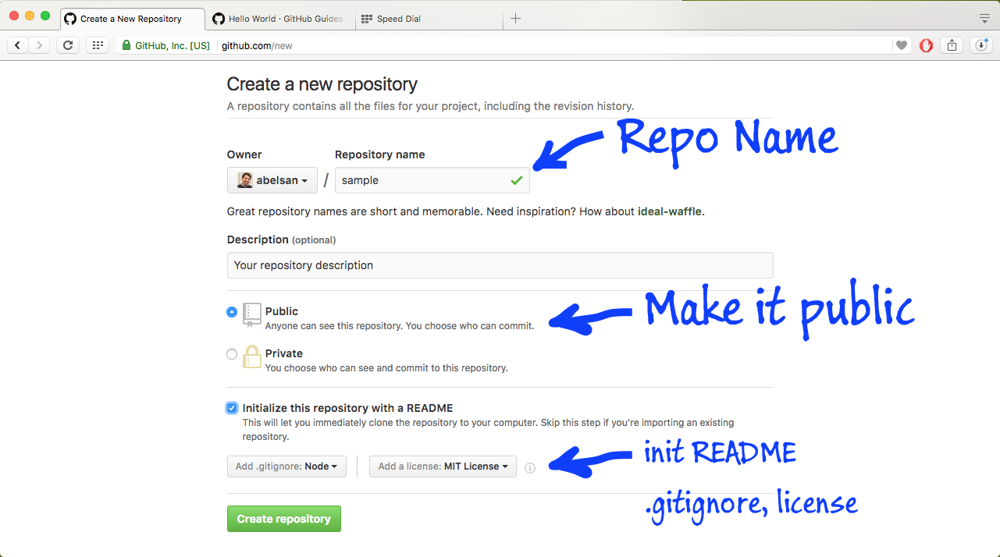 Create a New Repository
Hello World · GitHub Guides
Speed Dial
GitHub, Inc. [US]
github.com/new
Create a new repository
A repository contains all the files for your project, including the revision history.
Repo Name
Owner
Repository name
abelsan / sample
Great repository names are short and memorable. Need inspiration? How about ideal-waffle.
Description (optional)
Your repository description
Public
Anyone can see this repository. You choose who can commit.
Make it public
Private
You choose who can see and commit to this repository.
Initialize this repository with a README
This will let you immediately clone the repository to your computer. Skip this step if you're importing an existing
repository.
init README
Add .gitignore: Node
Add a license: MIT License
.gitignore, license
Create repository